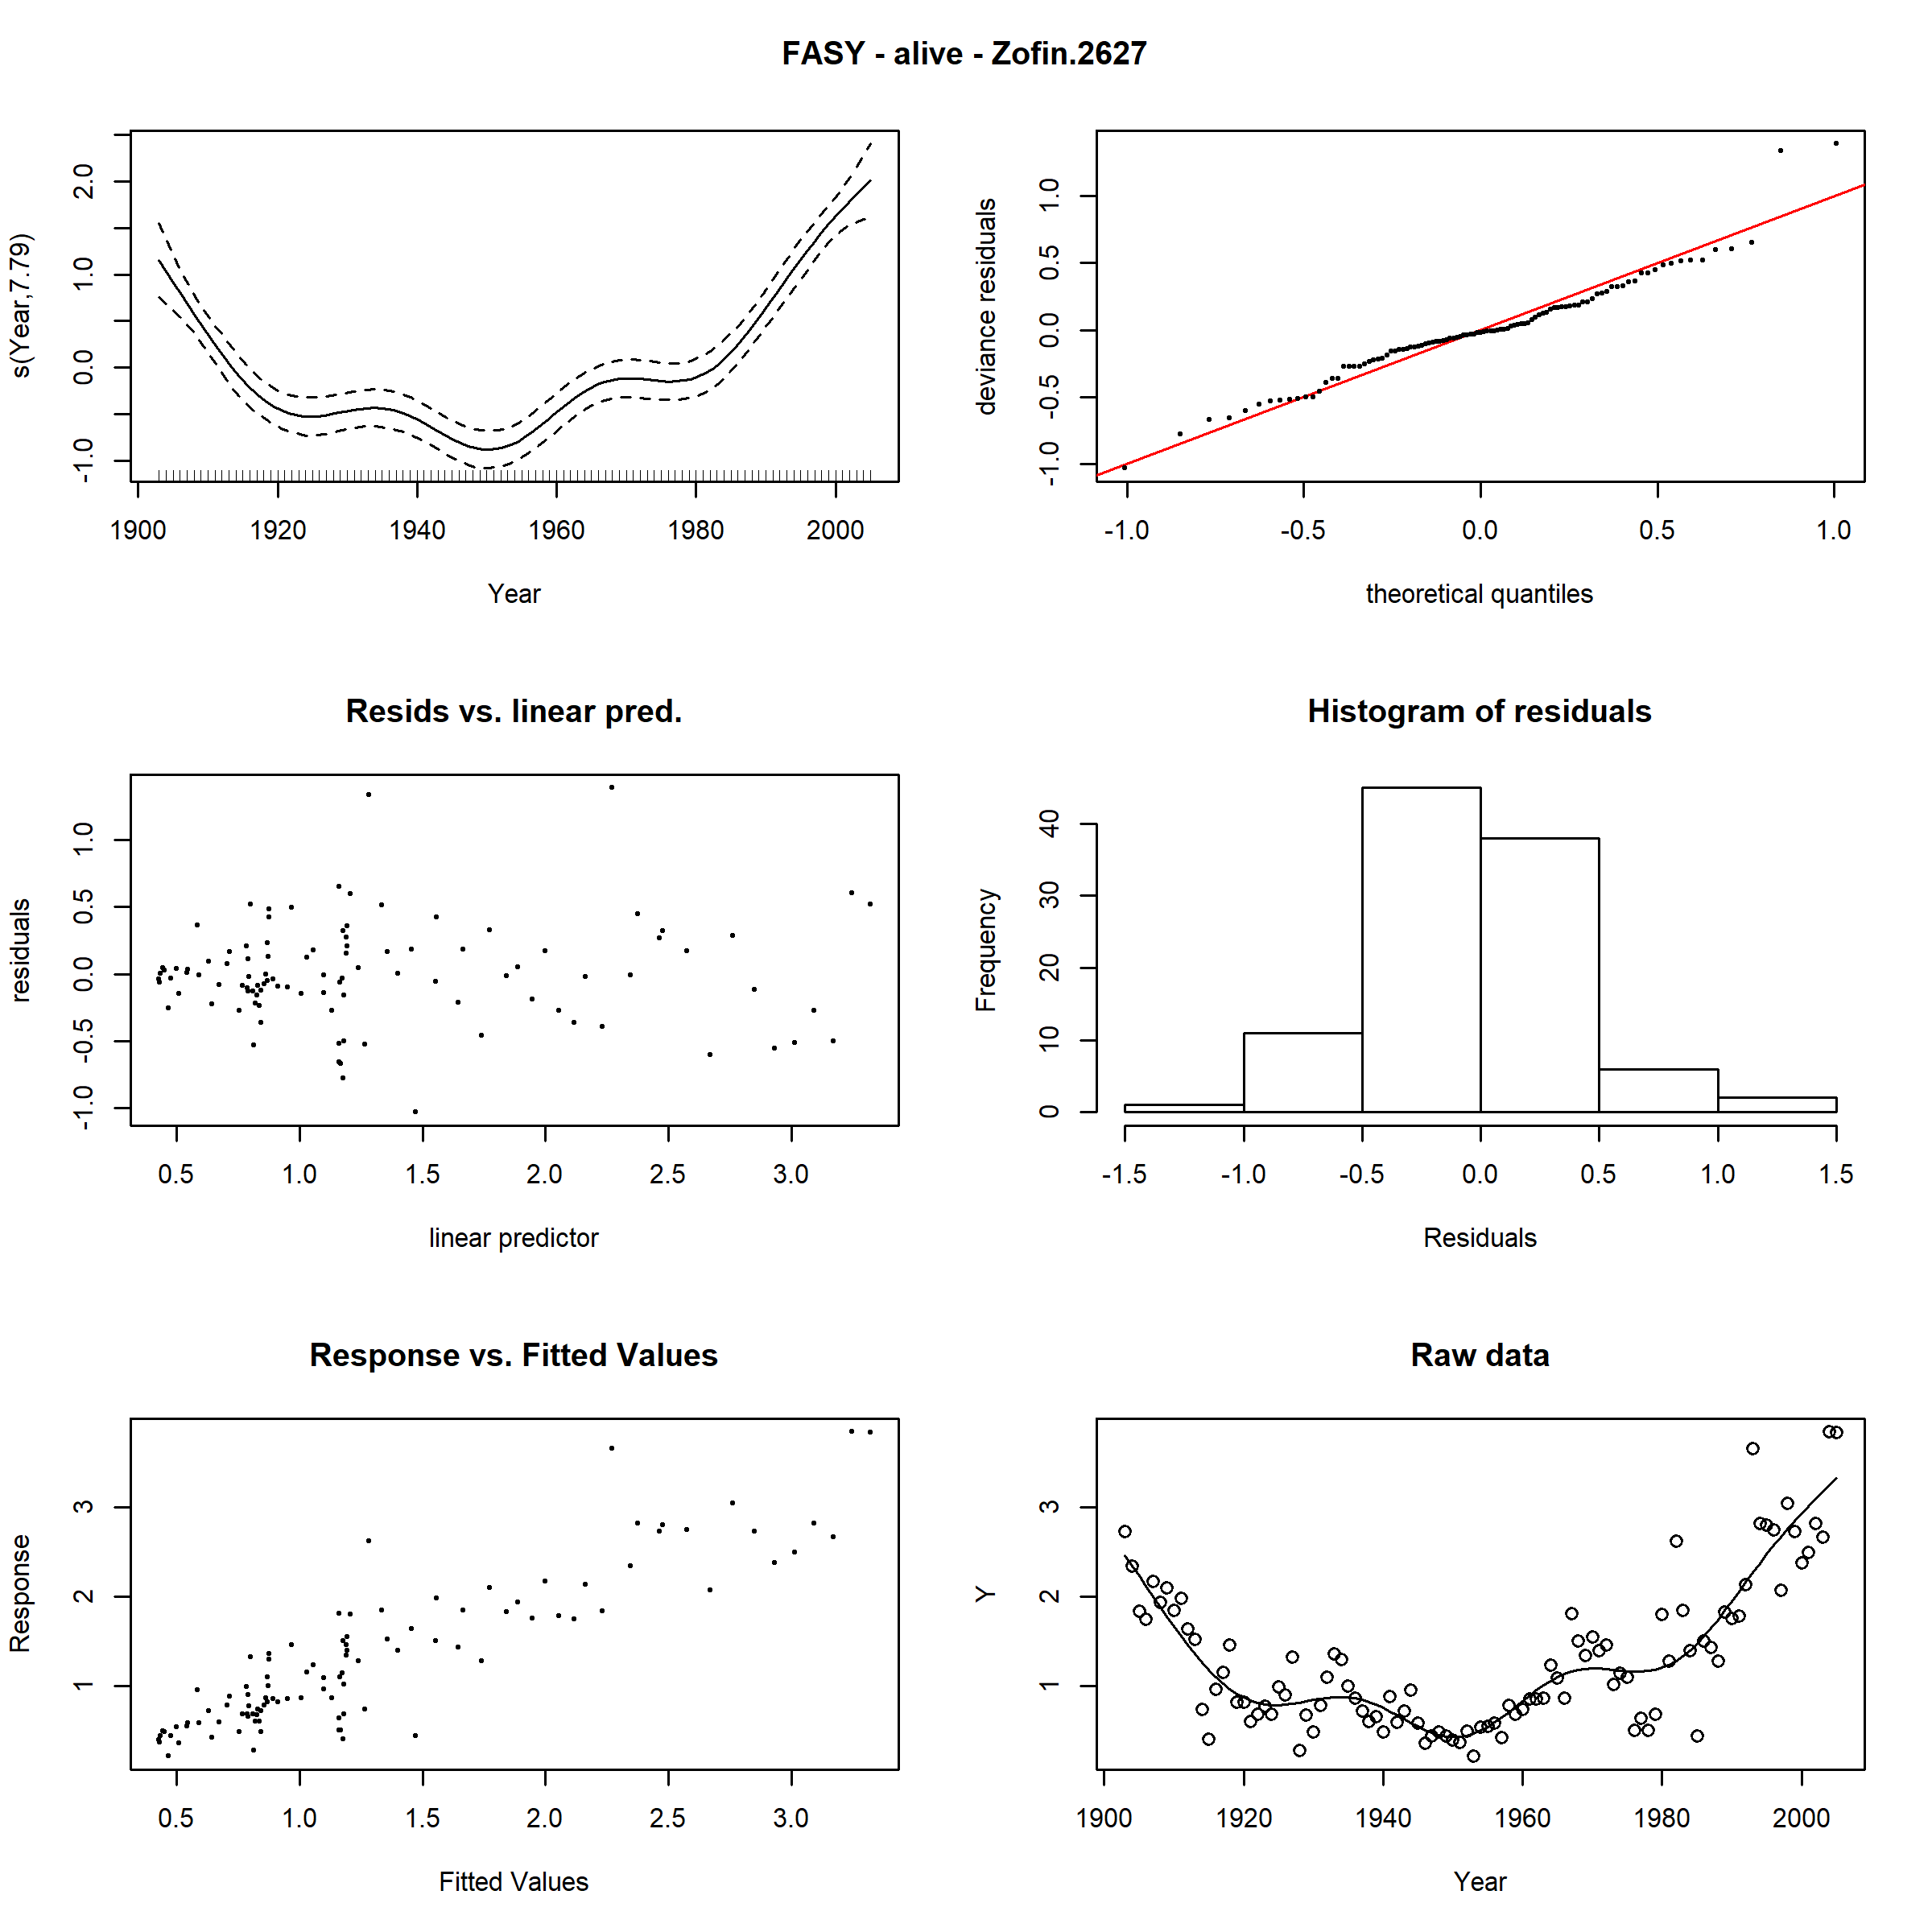 FASY - alive - Zofin.2627
s(Year,7.79)
-1.0 0.0 1.0 2.0
1900 1920 1940 1960 1980 2000
Year
deviance residuals
-1.0 -0.5 0.0 0.5 1.0
-1.0 -0.5 0.0 0.5 1.0
theoretical quantiles
Resids vs. linear pred.
residuals
-1.0 -0.5 0.0 0.5 1.0
0.5 1.0 1.5 2.0 2.5 3.0
linear predictor
Histogram of residuals
Frequency
0 10 20 30 40
-1.5 -1.0 -0.5 0.0 0.5 1.0 1.5
Residuals
Response vs. Fitted Values
Response
1 2 3
0.5 1.0 1.5 2.0 2.5 3.0
Fitted Values
Raw data
Y
1 2 3
1900 1920 1940 1960 1980 2000
Year